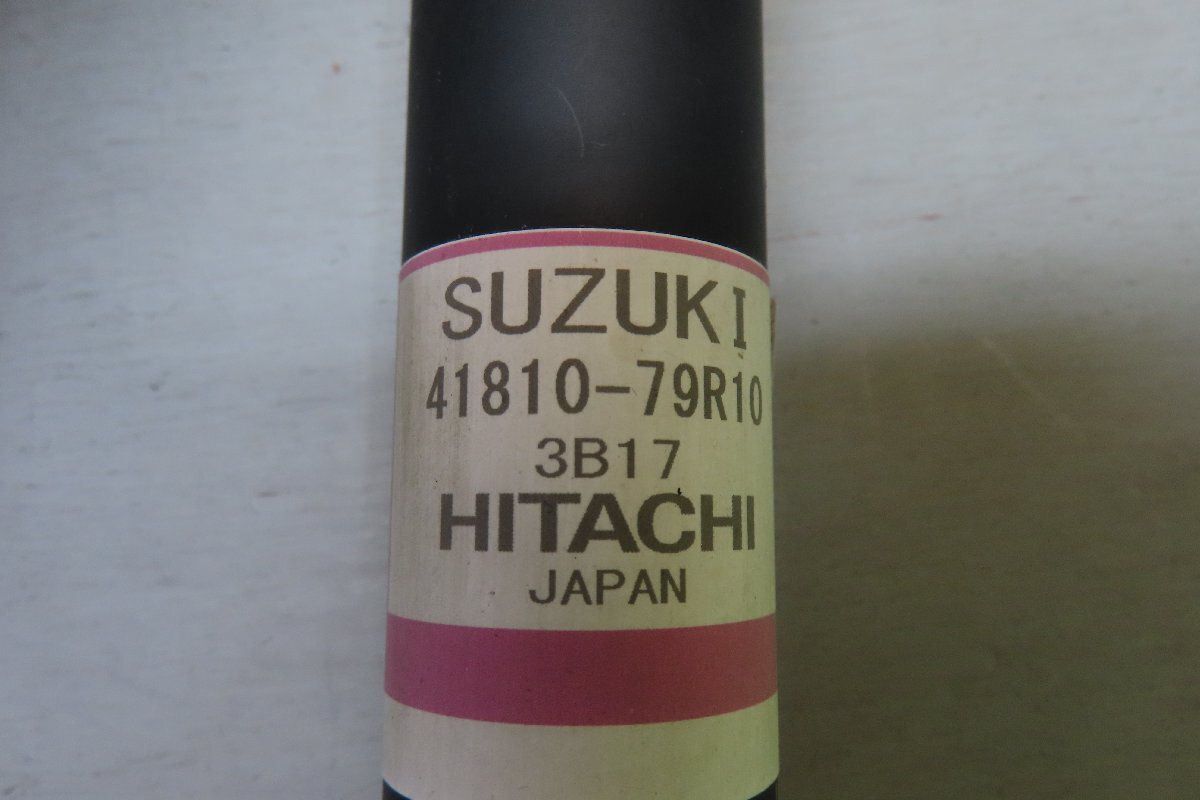 SUZUKI
41810-79R10
3B17
HITACHI
JAPAN